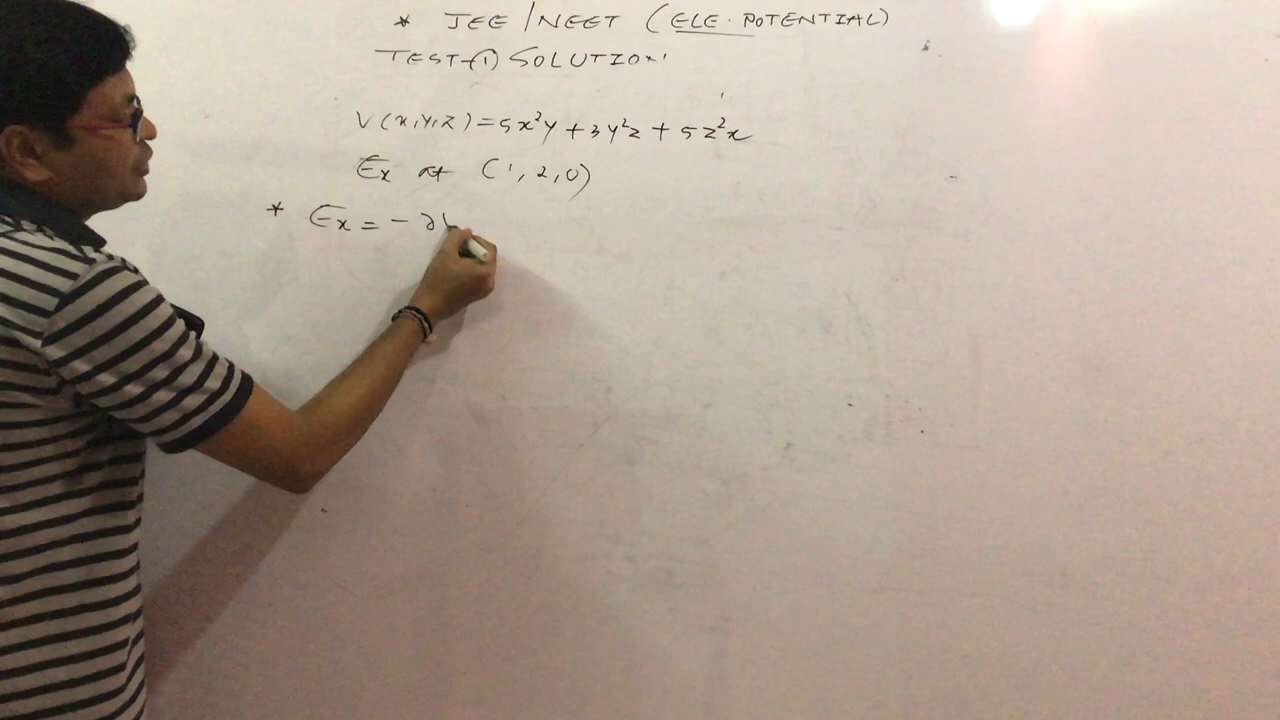 * JEE/NEET (ELE. POTENTIAL)
TEST-(1) SOLUTION
V(x,y,z)=5x²y+3y²z+5z²x
Ex at (1,2,0)
* Ex = -∂V